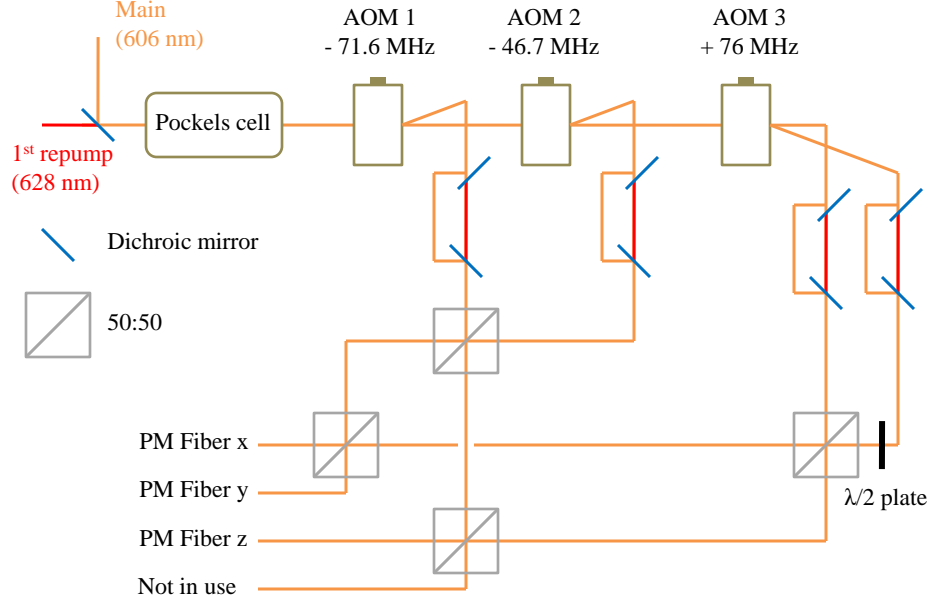 Main
(606 nm)
AOM 1
- 71.6 MHz
AOM 2
- 46.7 MHz
AOM 3
+ 76 MHz
Pockels cell
1st repump
(628 nm)
Dichroic mirror
50:50
PM Fiber x
PM Fiber y
λ/2 plate
PM Fiber z
Not in use